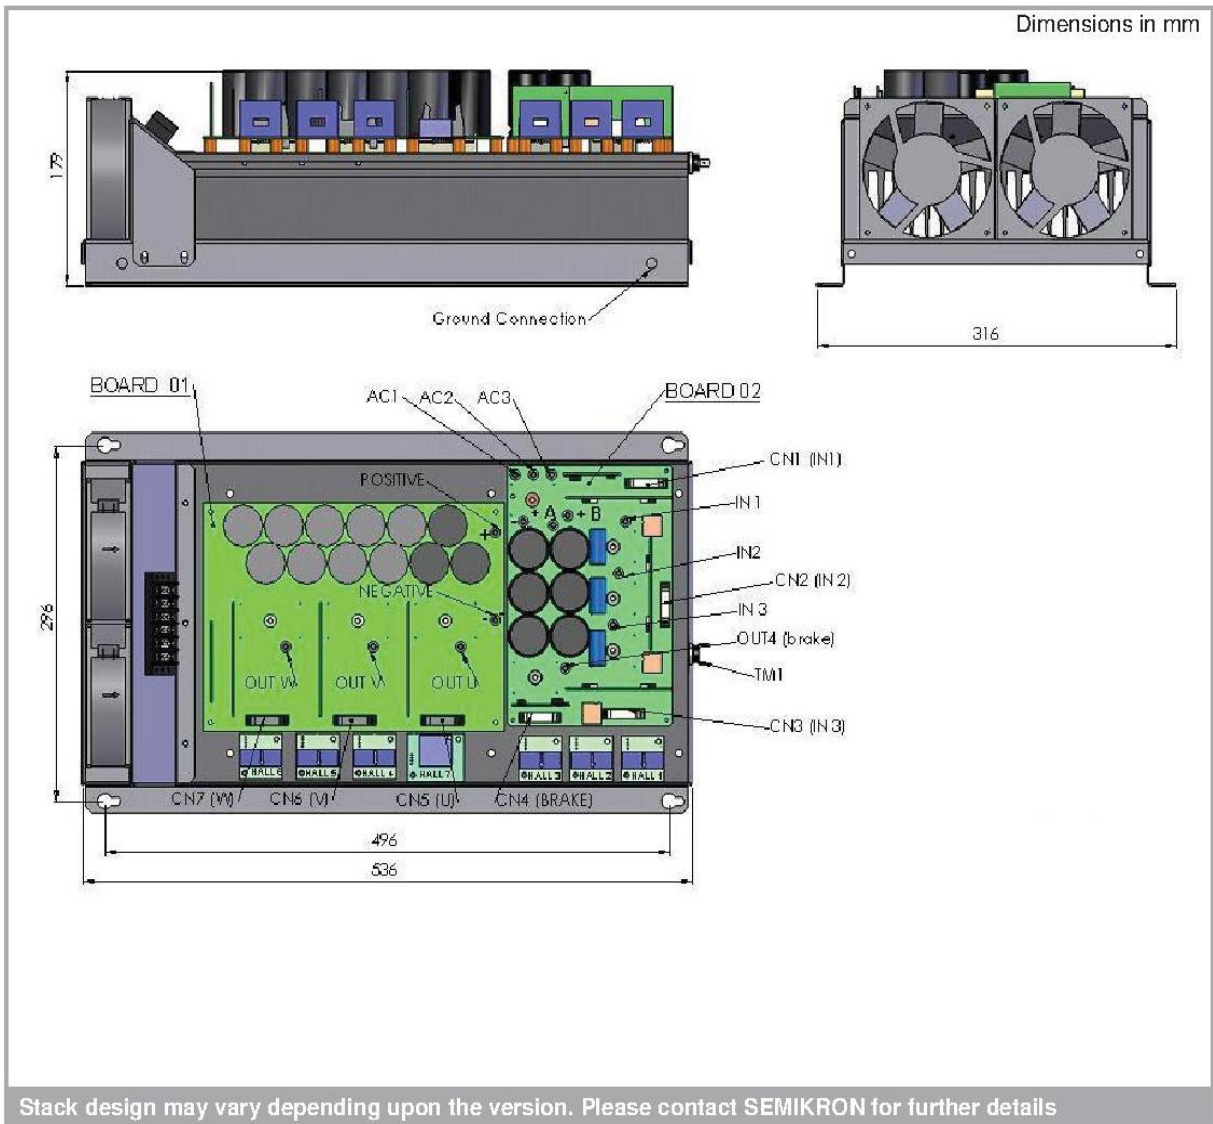 Dimensions in mm
179
Ground Connection
316
BOARD 01
AC1
AC2
AC3
BOARD 02
CN1 (IN1)
POSITIVE
+ A + B
IN 1
IN2
CN2 (IN 2)
NEGATIVE
296
IN 3
OUT4 (brake)
OUT W
OUT V
OUT U
TM1
CN3 (IN 3)
HALL 6
HALL 5
HALL 4
HALL 7
HALL 3
HALL 2
HALL 1
CN7 (W)
CN6 (V)
CN5 (U)
CN4 (BRAKE)
496
536
Stack design may vary depending upon the version. Please contact SEMIKRON for further details